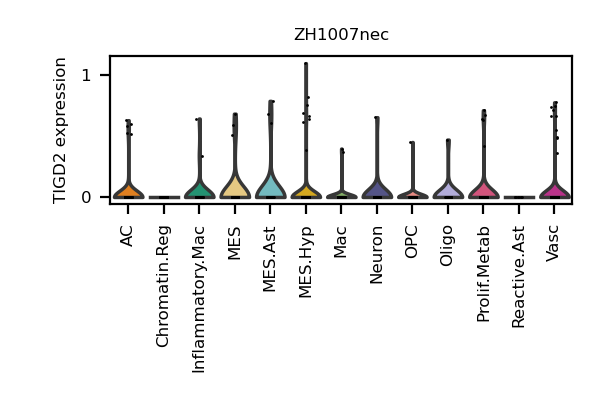 ZH1007nec
TIGD2 expression
1
0
AC
Chromatin.Reg
Inflammatory.Mac
MES
MES.Ast
MES.Hyp
Mac
Neuron
OPC
Oligo
Prolif.Metab
Reactive.Ast
Vasc